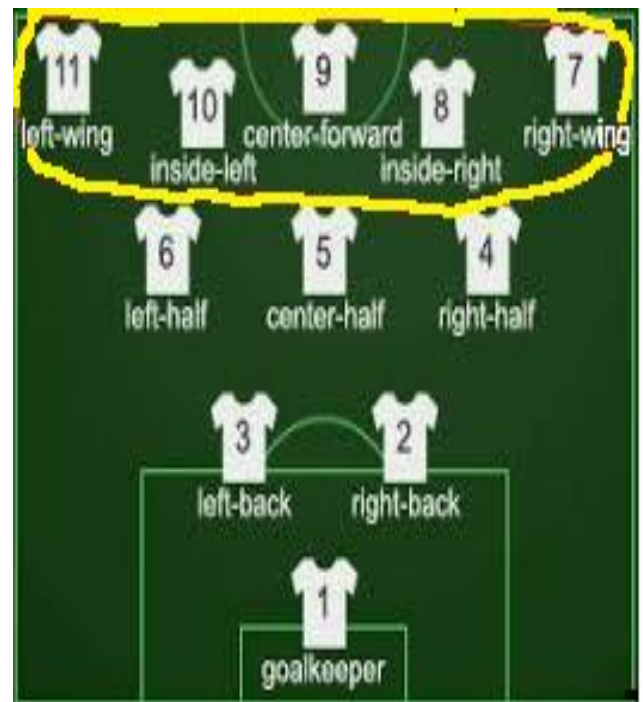 11 9 7
10 8
left-wing center-forward right-wing
inside-left inside-right
6 5 4
left-half center-half right-half
3 2
left-back right-back
1
goalkeeper